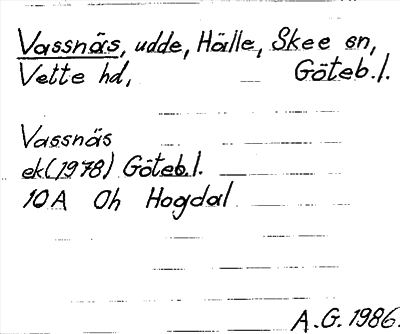 Vassnäs, udde, Hälle, Skee sn,
Vette hd, Göteb.l.
Vassnäs
ek(1978) Göteb.l.
10A Oh Hogdal
A.G. 1986.